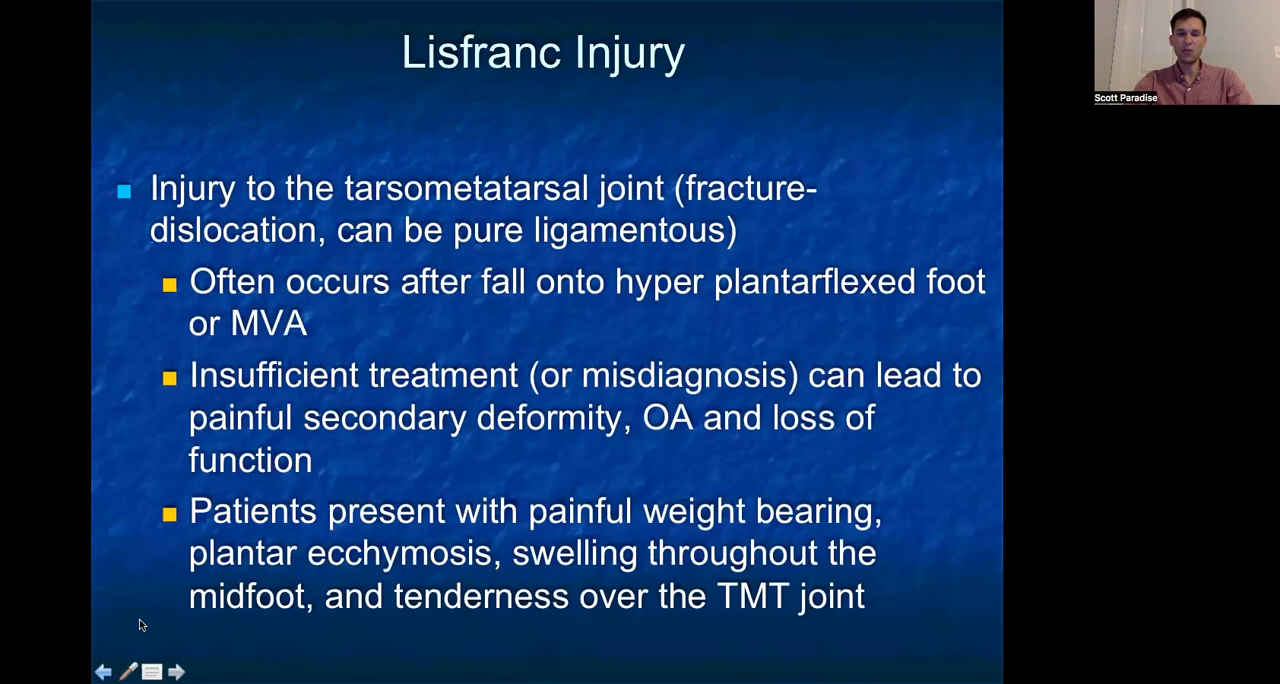 Lisfranc Injury
Injury to the tarsometatarsal joint (fracture-
dislocation, can be pure ligamentous)
Often occurs after fall onto hyper plantarflexed foot
or MVA
Insufficient treatment (or misdiagnosis) can lead to
painful secondary deformity, OA and loss of
function
Patients present with painful weight bearing,
plantar ecchymosis, swelling throughout the
midfoot, and tenderness over the TMT joint
Scott Paradise